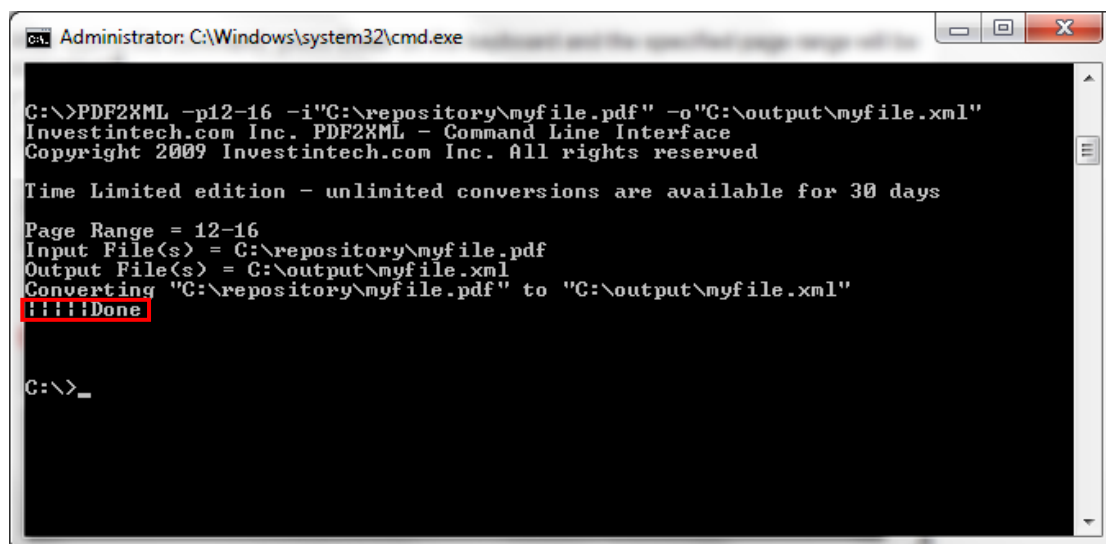 Administrator: C:\Windows\system32\cmd.exe
C:\>PDF2XML -p12-16 -i"C:\repository\myfile.pdf" -o"C:\output\myfile.xml"
Investintech.com Inc. PDF2XML - Command Line Interface
Copyright 2009 Investintech.com Inc. All rights reserved
Time Limited edition - unlimited conversions are available for 30 days
Page Range = 12-16
Input File(s) = C:\repository\myfile.pdf
Output File(s) = C:\output\myfile.xml
Converting "C:\repository\myfile.pdf" to "C:\output\myfile.xml"
¦¦¦¦¦Done
C:\>_